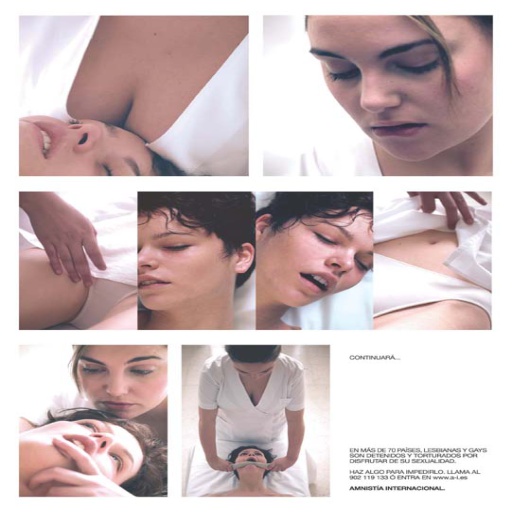 CONTINUARÁ...
EN MÁS DE 70 PAÍSES, LESBIANAS Y GAYS
SON DETENIDOS Y TORTURADOS POR
DISFRUTAR DE SU SEXUALIDAD.
HAZ ALGO PARA IMPEDIRLO. LLAMA AL
902 119 133 Ó ENTRA EN www.a-i.es
AMNISTÍA INTERNACIONAL.